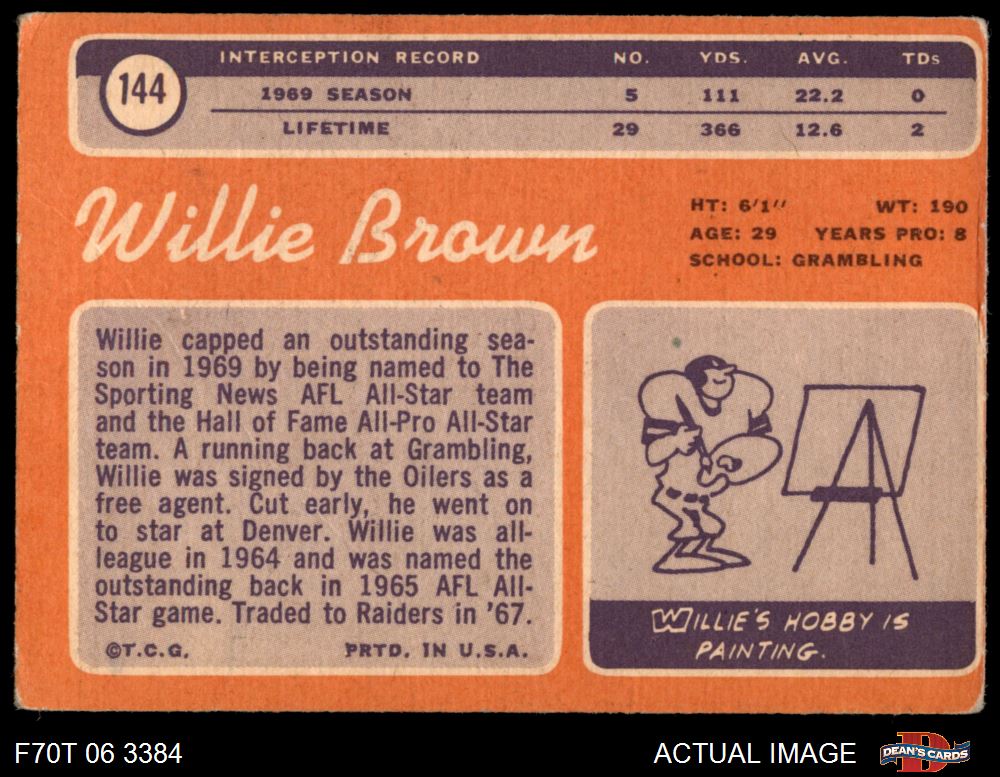 144
INTERCEPTION RECORD NO. YDS. AVG. TDs
1969 SEASON 5 111 22.2 0
LIFETIME 29 366 12.6 2
Willie Brown
HT: 6'1" WT: 190
AGE: 29 YEARS PRO: 8
SCHOOL: GRAMBLING
Willie capped an outstanding sea-
son in 1969 by being named to The
Sporting News AFL All-Star team
and the Hall of Fame All-Pro All-Star
team. A running back at Grambling,
Willie was signed by the Oilers as a
free agent. Cut early, he went on
to star at Denver. Willie was all-
league in 1964 and was named the
outstanding back in 1965 AFL All-
Star game. Traded to Raiders in '67.
©T.C.G. PRTD. IN U.S.A.
WILLIE'S HOBBY IS
PAINTING.
F70T 06 3384 ACTUAL IMAGE DEAN'S CARDS